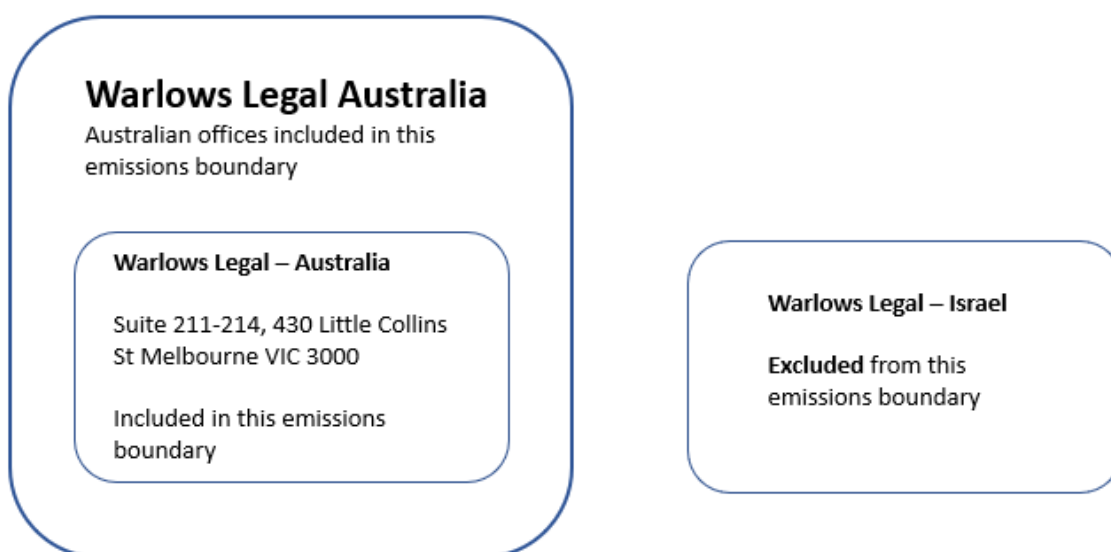 Warlows Legal Australia
Australian offices included in this
emissions boundary
Warlows Legal – Australia
Suite 211-214, 430 Little Collins
St Melbourne VIC 3000
Included in this emissions
boundary
Warlows Legal – Israel
Excluded from this
emissions boundary